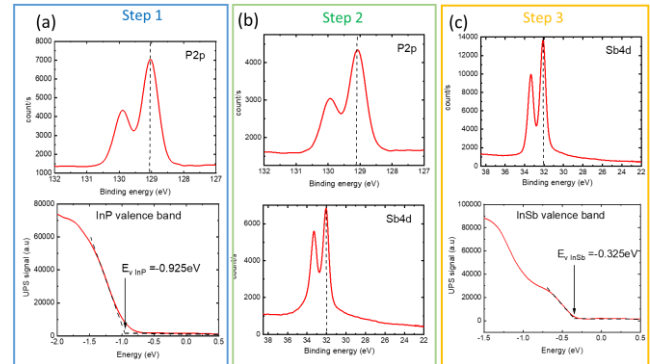 Step 1
(a)
P2p
8000
7000
6000
5000
4000
3000
2000
1000
count/s
132 131 130 129 128 127
Binding energy (eV)
InP valence band
80000
60000
40000
20000
0
UPS signal (a.u)
E_v InP =-0.925eV
-2.0 -1.5 -1.0 -0.5 0.0 0.5
Energy (eV)
Step 2
(b)
P2p
4000
2000
count/s
132 131 130 129 128 127
Binding energy (eV)
Sb4d
6000
4000
2000
0
count/s
38 36 34 32 30 28 26 24 22
Binding energy (eV)
Step 3
(c)
Sb4d
14000
12000
10000
8000
6000
4000
2000
0
count/s
38 36 34 32 30 28 26 24 22
Binding energy (eV)
InSb valence band
100000
80000
60000
40000
20000
0
UPS signal (a.u)
E_v InSb =-0.325eV
-1.5 -1.0 -0.5 0.0 0.5
Energy (eV)